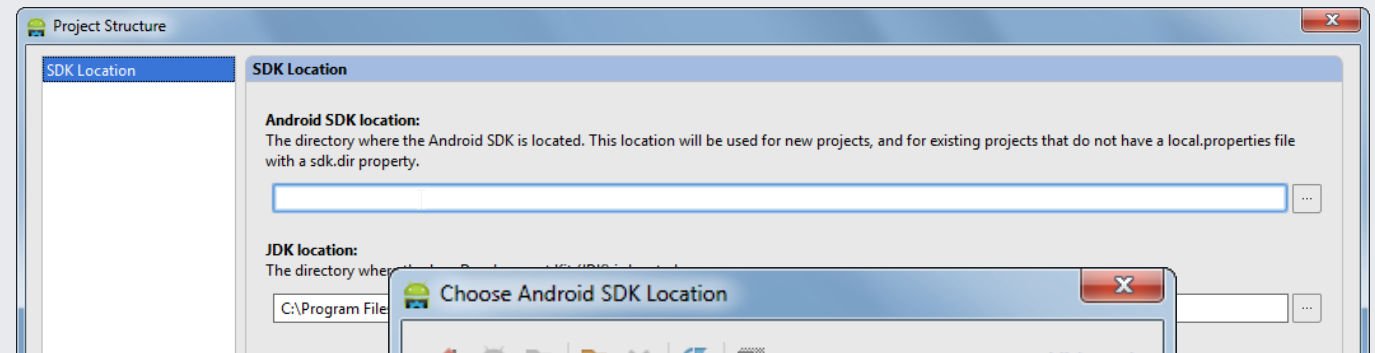 Project Structure
SDK Location
SDK Location
Android SDK location:
The directory where the Android SDK is located. This location will be used for new projects, and for existing projects that do not have a local.properties file
with a sdk.dir property.
...
JDK location:
The directory where
Choose Android SDK Location
C:\Program Files
...